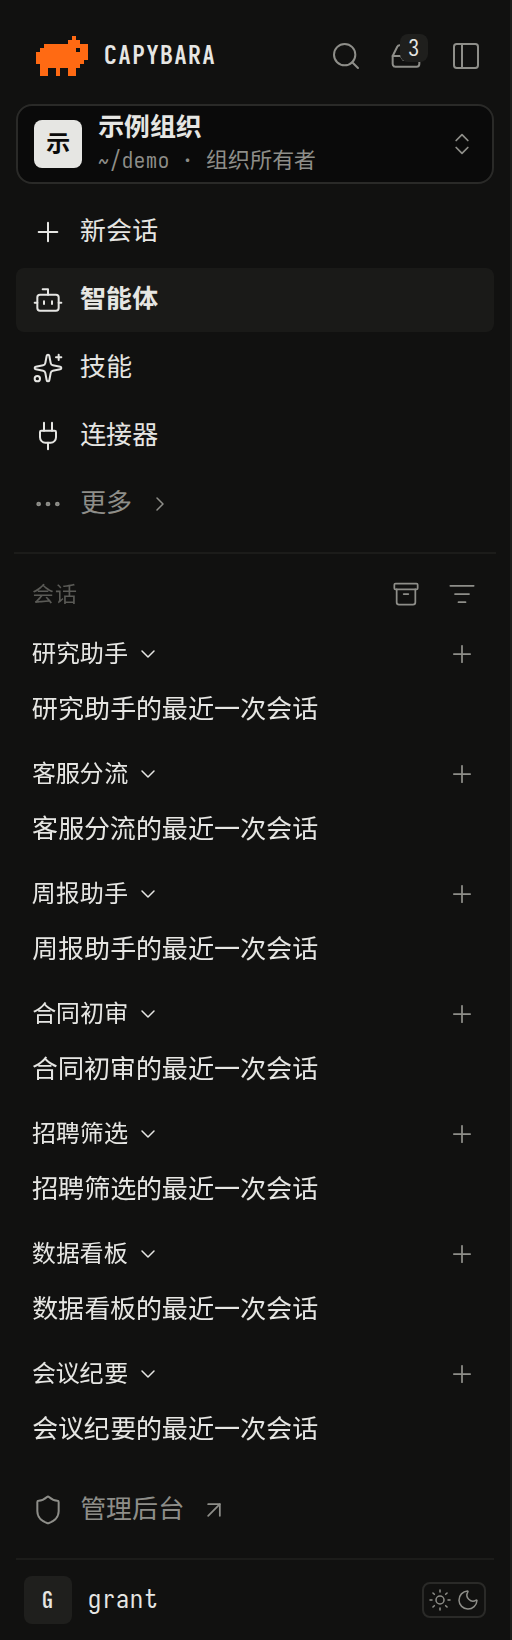 CAPYBARA
3
示
示例组织
~/demo · 组织所有者
新会话
智能体
技能
连接器
更多
会话
研究助手
研究助手的最近一次会话
客服分流
客服分流的最近一次会话
周报助手
周报助手的最近一次会话
合同初审
合同初审的最近一次会话
招聘筛选
招聘筛选的最近一次会话
数据看板
数据看板的最近一次会话
会议纪要
会议纪要的最近一次会话
管理后台
G
grant